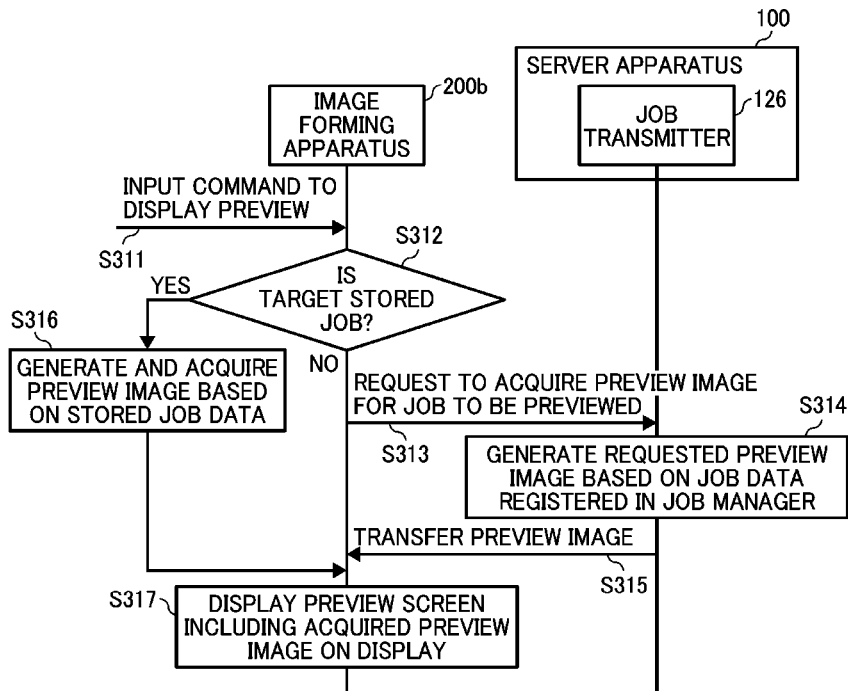 100
SERVER APPARATUS
200b
IMAGE
FORMING
APPARATUS
126
JOB
TRANSMITTER
INPUT COMMAND TO
DISPLAY PREVIEW
S311
S312
IS
TARGET STORED
JOB?
YES
NO
S316
GENERATE AND ACQUIRE
PREVIEW IMAGE BASED
ON STORED JOB DATA
REQUEST TO ACQUIRE PREVIEW IMAGE
FOR JOB TO BE PREVIEWED
S313
S314
GENERATE REQUESTED PREVIEW
IMAGE BASED ON JOB DATA
REGISTERED IN JOB MANAGER
TRANSFER PREVIEW IMAGE
S315
S317
DISPLAY PREVIEW SCREEN
INCLUDING ACQUIRED PREVIEW
IMAGE ON DISPLAY